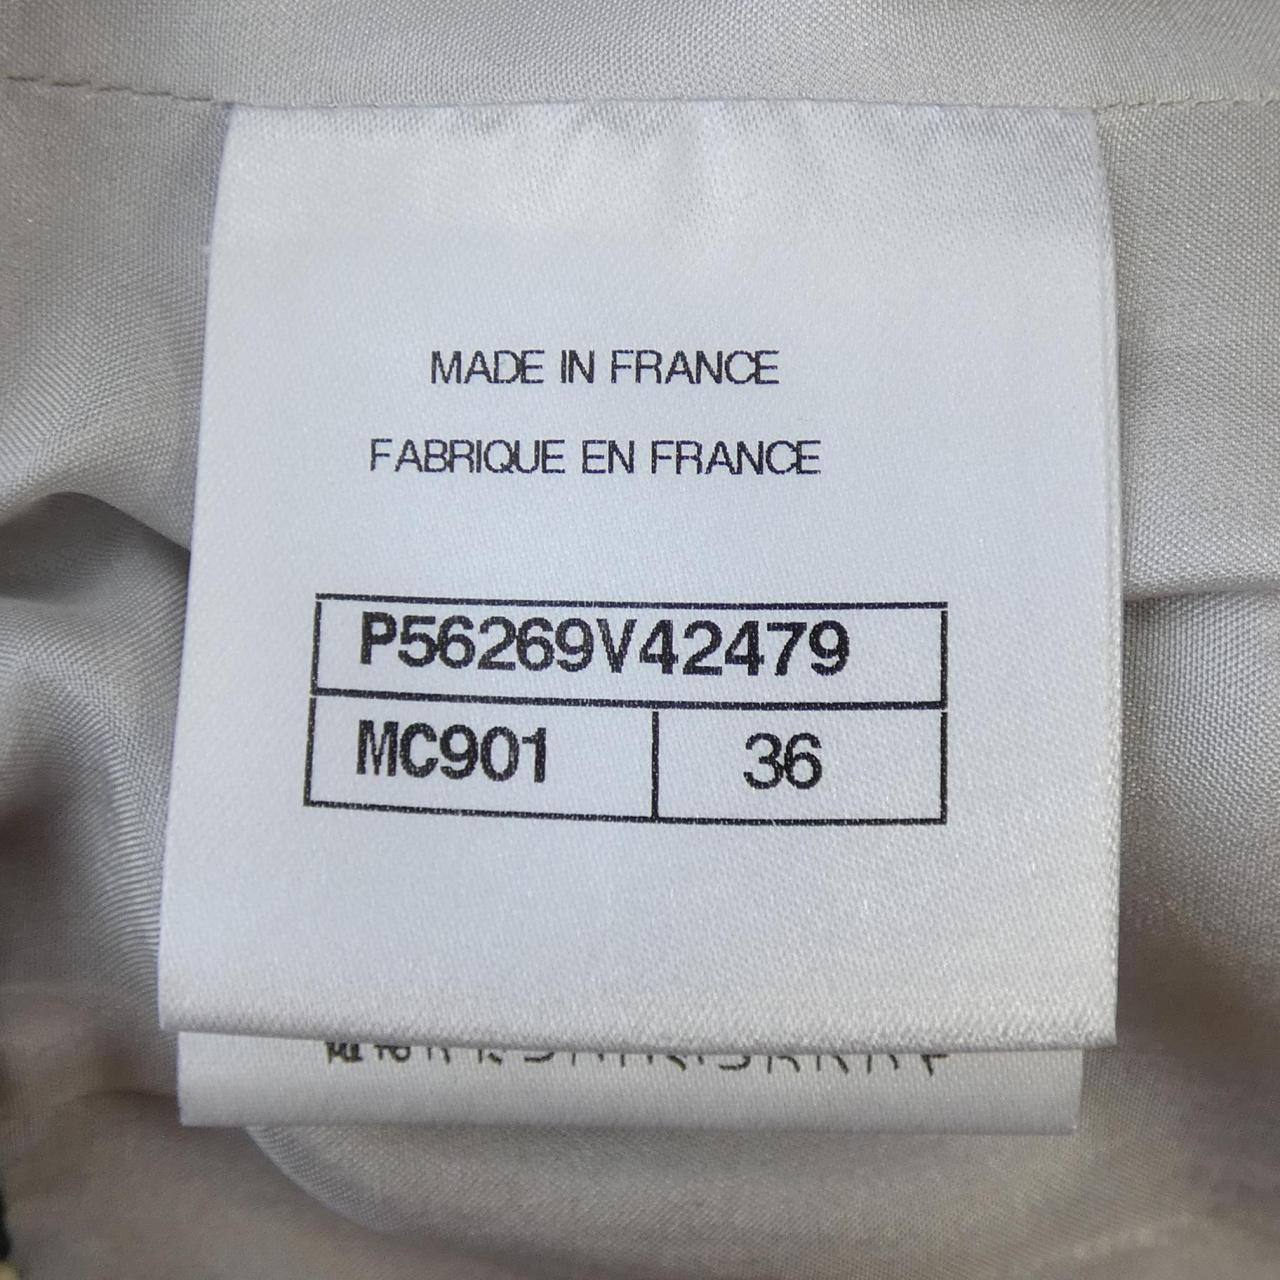 MADE IN FRANCE
FABRIQUE EN FRANCE
P56269V42479
MC901 36